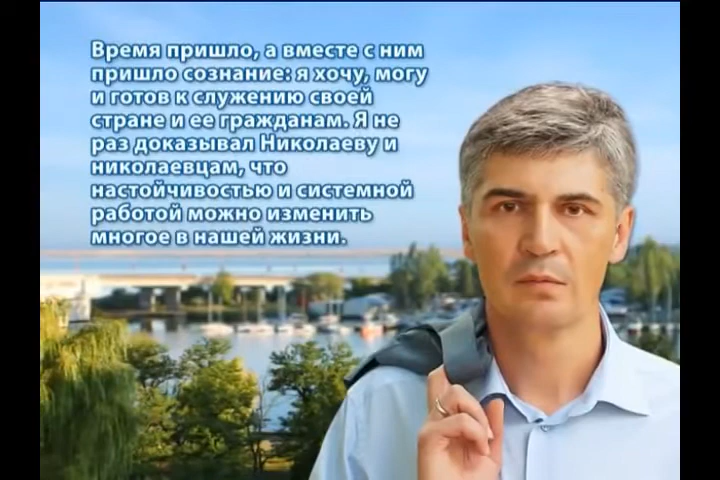 Время пришло, а вместе с ним
пришло сознание: я хочу, могу
и готов к служению своей
стране и ее гражданам. Я не
раз доказывал Николаеву и
николаевцам, что
настойчивостью и системной
работой можно изменить
многое в нашей жизни.